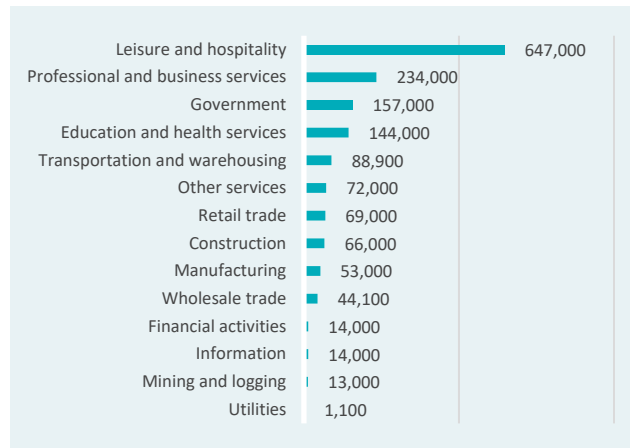 Leisure and hospitality 647,000
Professional and business services 234,000
Government 157,000
Education and health services 144,000
Transportation and warehousing 88,900
Other services 72,000
Retail trade 69,000
Construction 66,000
Manufacturing 53,000
Wholesale trade 44,100
Financial activities 14,000
Information 14,000
Mining and logging 13,000
Utilities 1,100